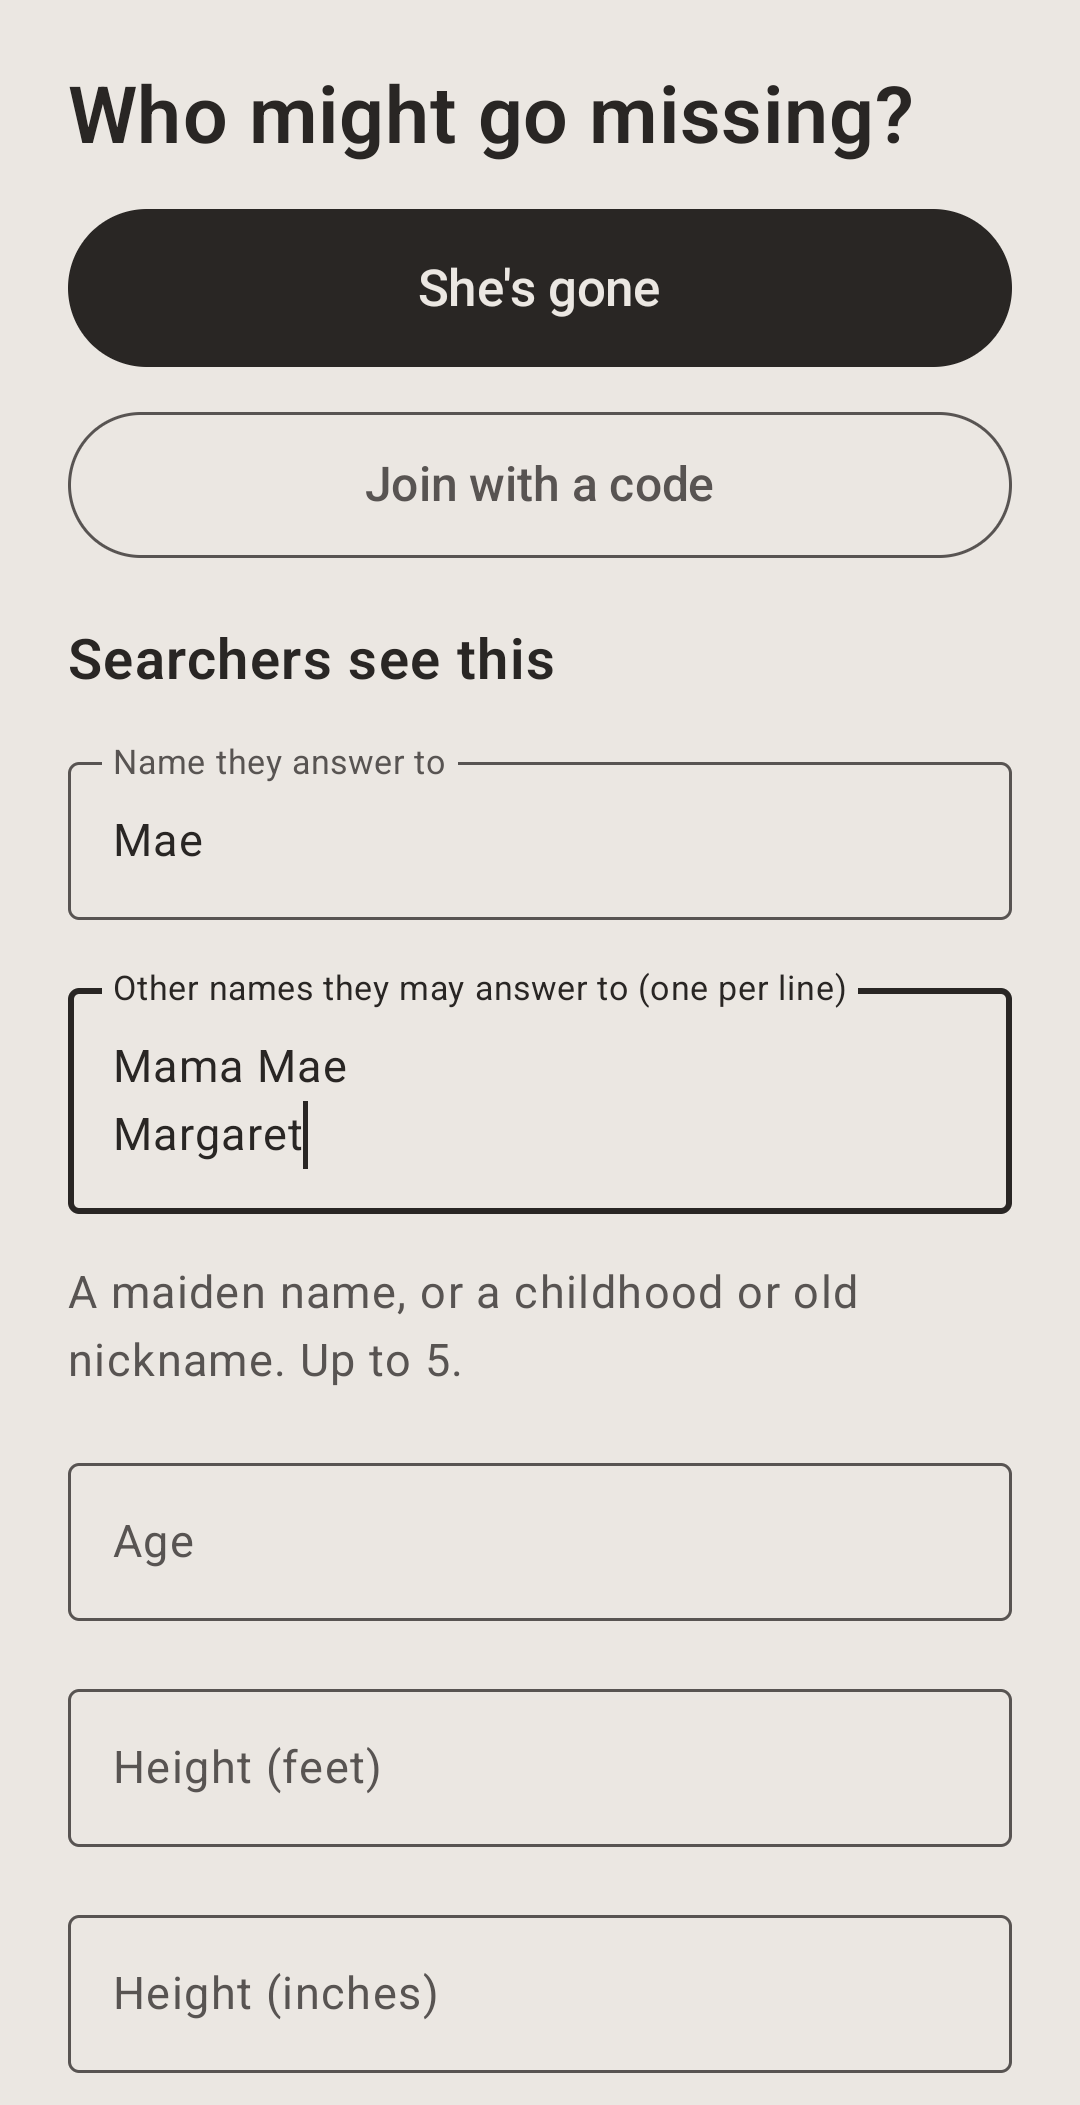 Who might go missing?
She's gone
Join with a code
Searchers see this
Name they answer to
Mae
Other names they may answer to (one per line)
Mama Mae
Margaret
A maiden name, or a childhood or old
nickname. Up to 5.
Age
Height (feet)
Height (inches)